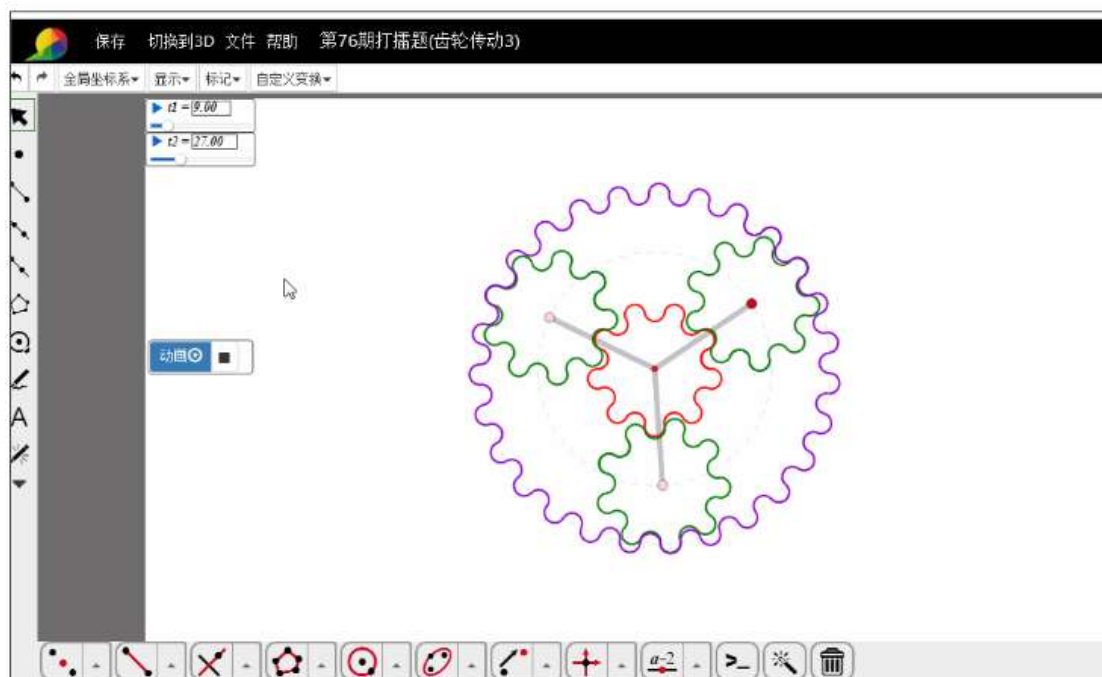 保存 切换到3D 文件 帮助 第76期打擂题(齿轮传动3)
全局坐标系 显示 标记 自定义变换
t1 = 9.00
t2 = 27.00
动画
A
a=2
>_